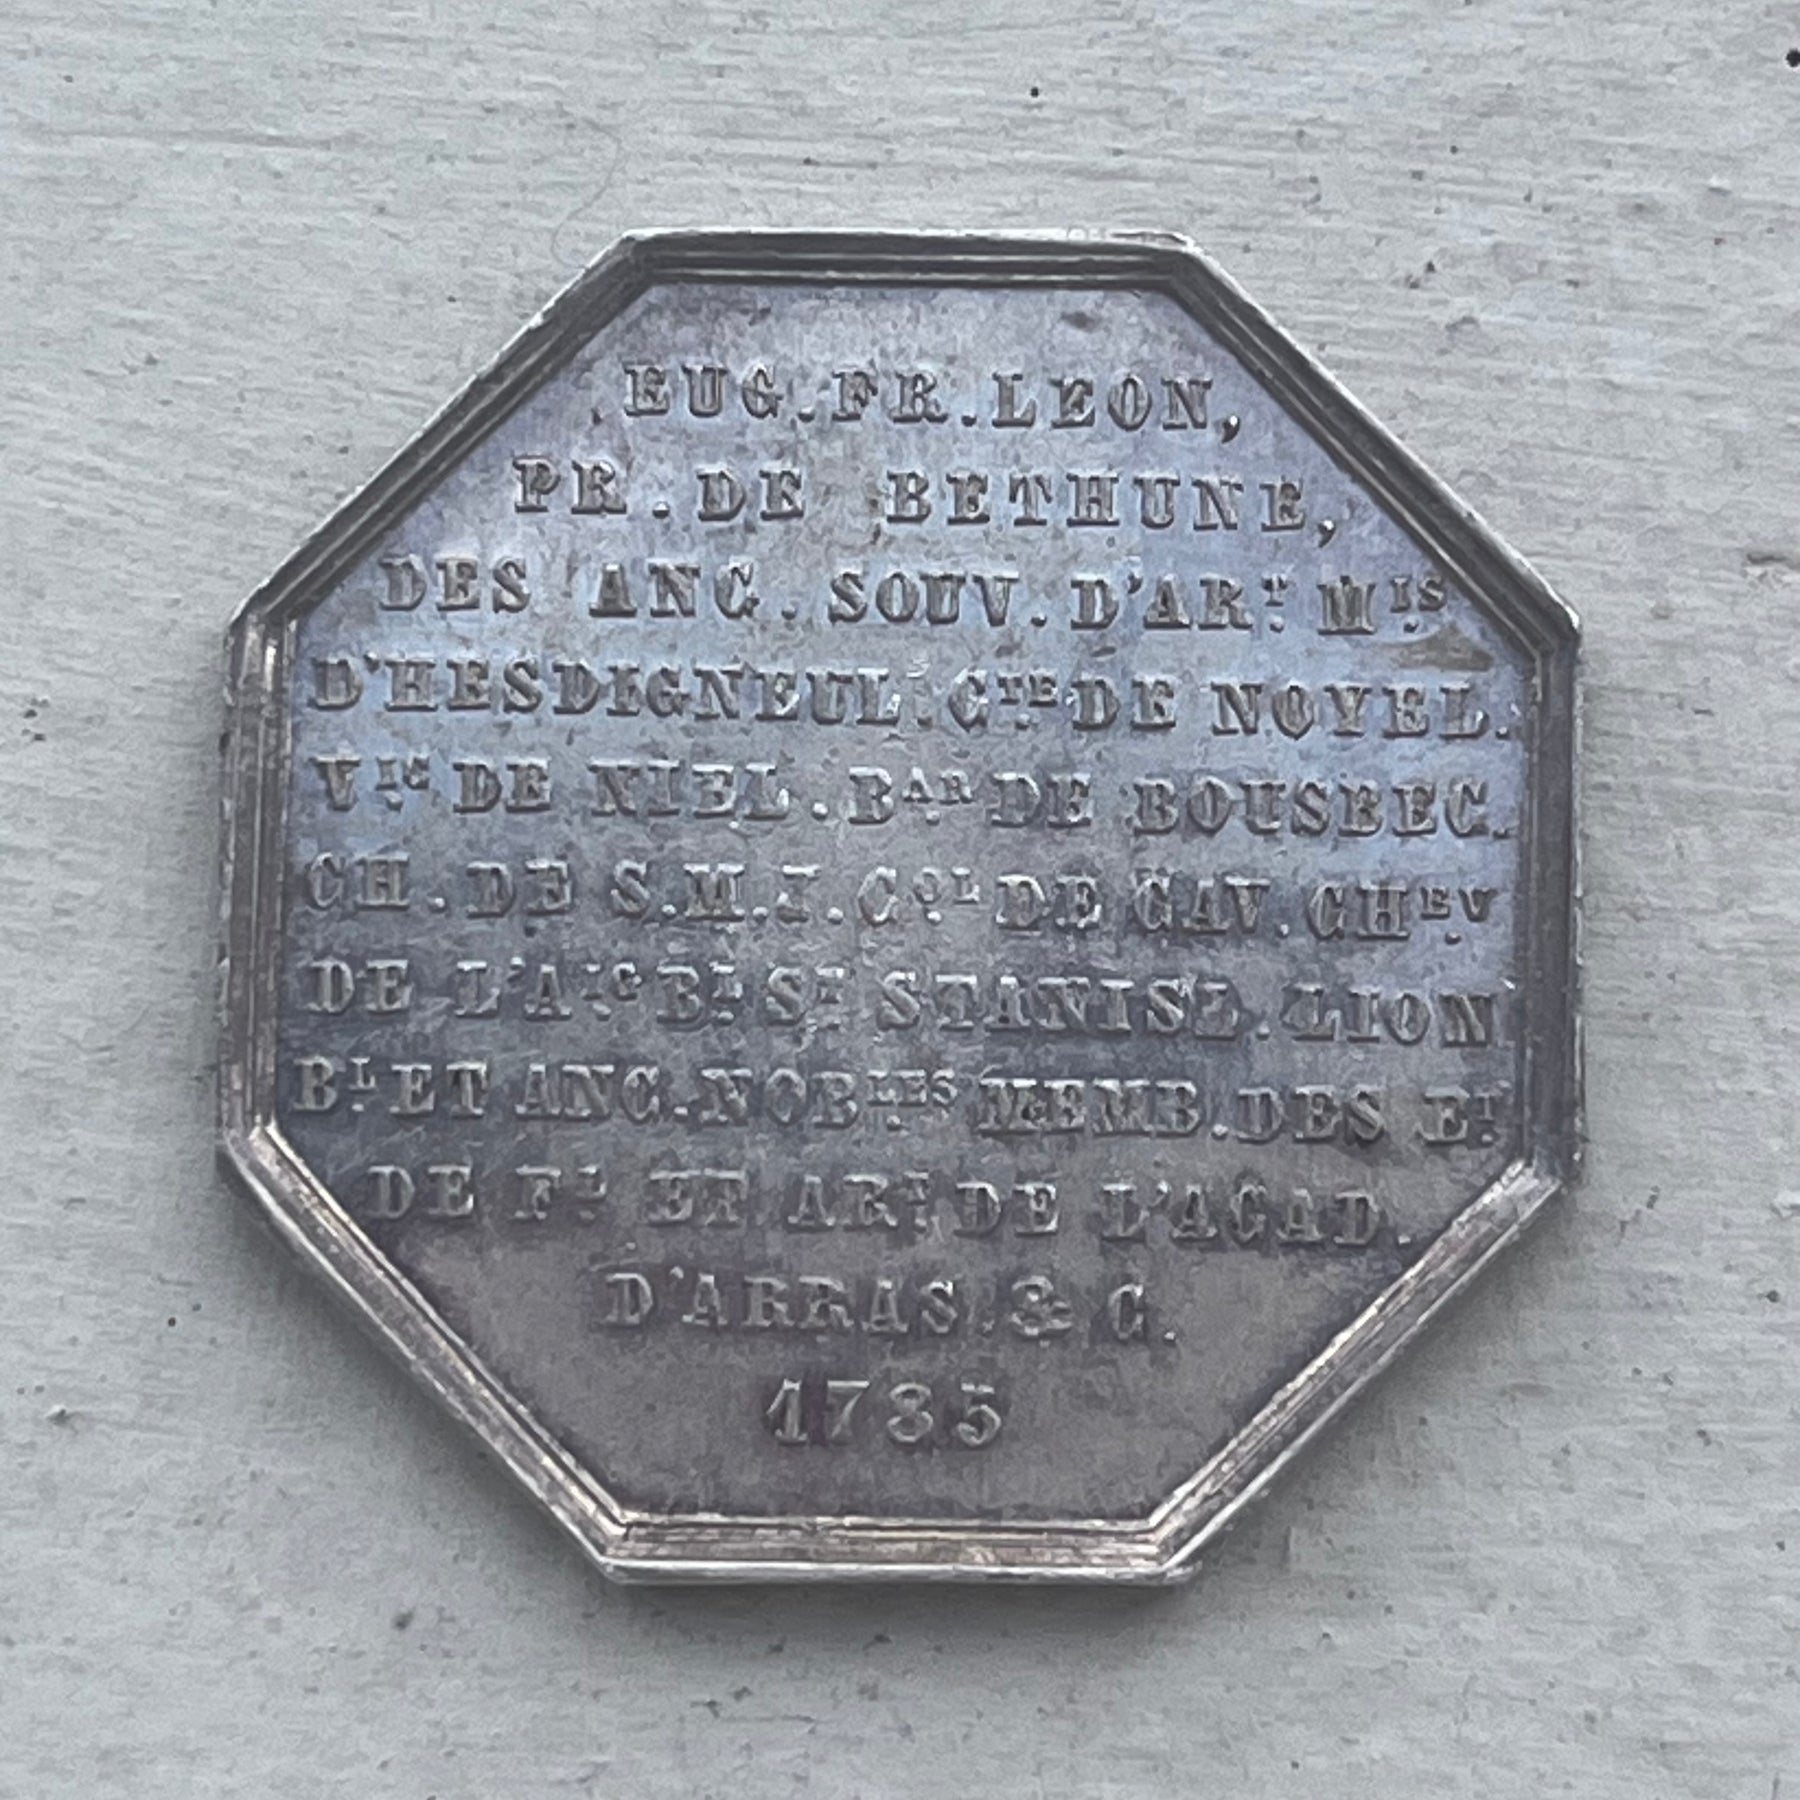 EUG.FR.LEON,
PR.DE BETHUNE,
DES ANC. SOUV. D'ART. MIS.
D'HESDIGNEUL. CTE. DE NOYEL.
VTE. DE NIEL. BAR. DE BOUSBEC.
CH. DE S.M.I. COL. DE CAV. CHEV.
DE L'AIG. BL. ST. STANISL. LION
BL. ET ANC. NOBLES. MEMB. DES ET.
DE FD. ET ART. DE L'ACAD.
D'ARRAS. & C.
1785